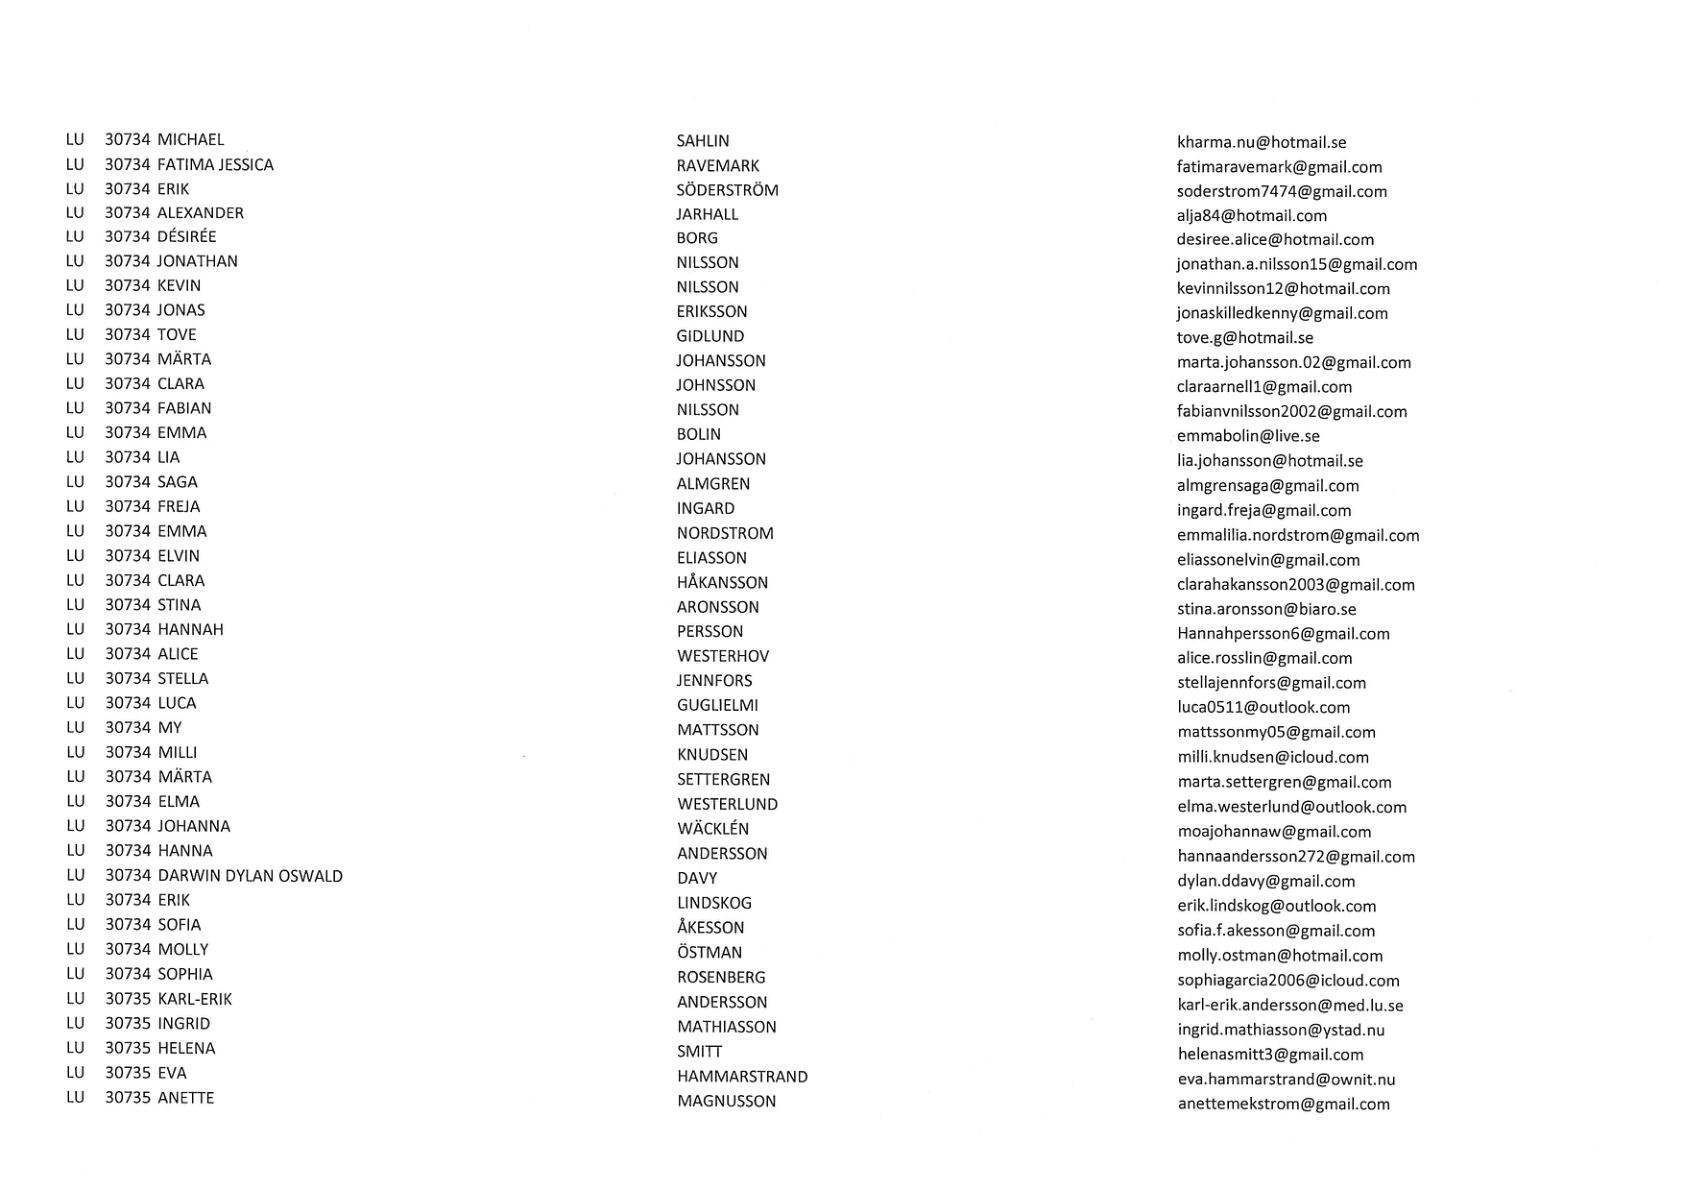 LU 30734 MICHAEL SAHLIN kharma.nu@hotmail.se
LU 30734 FATIMA JESSICA RAVEMARK fatimaravemark@gmail.com
LU 30734 ERIK SÖDERSTRÖM soderstrom7474@gmail.com
LU 30734 ALEXANDER JARHALL alja84@hotmail.com
LU 30734 DÉSIRÉE BORG desiree.alice@hotmail.com
LU 30734 JONATHAN NILSSON jonathan.a.nilsson15@gmail.com
LU 30734 KEVIN NILSSON kevinnilsson12@hotmail.com
LU 30734 JONAS ERIKSSON jonaskilledkenny@gmail.com
LU 30734 TOVE GIDLUND tove.g@hotmail.se
LU 30734 MÄRTA JOHANSSON marta.johansson.02@gmail.com
LU 30734 CLARA JOHNSSON claraarnell1@gmail.com
LU 30734 FABIAN NILSSON fabianvnilsson2002@gmail.com
LU 30734 EMMA BOLIN emmabolin@live.se
LU 30734 LIA JOHANSSON lia.johansson@hotmail.se
LU 30734 SAGA ALMGREN almgrensaga@gmail.com
LU 30734 FREJA INGARD ingard.freja@gmail.com
LU 30734 EMMA NORDSTROM emmalilia.nordstrom@gmail.com
LU 30734 ELVIN ELIASSON eliassonelvin@gmail.com
LU 30734 CLARA HÅKANSSON clarahakansson2003@gmail.com
LU 30734 STINA ARONSSON stina.aronsson@biaro.se
LU 30734 HANNAH PERSSON Hannahpersson6@gmail.com
LU 30734 ALICE WESTERHOV alice.rosslin@gmail.com
LU 30734 STELLA JENNFORS stellajennfors@gmail.com
LU 30734 LUCA GUGLIELMI luca0511@outlook.com
LU 30734 MY MATTSSON mattssonmy05@gmail.com
LU 30734 MILLI KNUDSEN milli.knudsen@icloud.com
LU 30734 MÄRTA SETTERGREN marta.settergren@gmail.com
LU 30734 ELMA WESTERLUND elma.westerlund@outlook.com
LU 30734 JOHANNA WÄCKLÉN moajohannaw@gmail.com
LU 30734 HANNA ANDERSSON hannaandersson272@gmail.com
LU 30734 DARWIN DYLAN OSWALD DAVY dylan.ddavy@gmail.com
LU 30734 ERIK LINDSKOG erik.lindskog@outlook.com
LU 30734 SOFIA ÅKESSON sofia.f.akesson@gmail.com
LU 30734 MOLLY ÖSTMAN molly.ostman@hotmail.com
LU 30734 SOPHIA ROSENBERG sophiagarcia2006@icloud.com
LU 30735 KARL-ERIK ANDERSSON karl-erik.andersson@med.lu.se
LU 30735 INGRID MATHIASSON ingrid.mathiasson@ystad.nu
LU 30735 HELENA SMITT helenasmitt3@gmail.com
LU 30735 EVA HAMMARSTRAND eva.hammarstrand@ownit.nu
LU 30735 ANETTE MAGNUSSON anettemekstrom@gmail.com